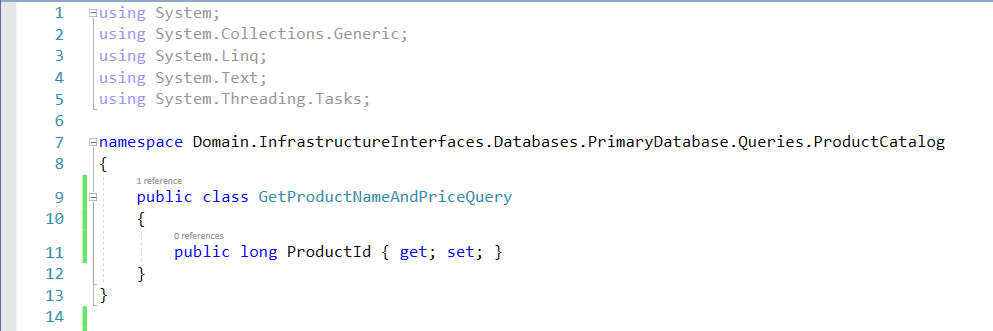 1 using System;
2 using System.Collections.Generic;
3 using System.Linq;
4 using System.Text;
5 using System.Threading.Tasks;
6
7 namespace Domain.InfrastructureInterfaces.Databases.PrimaryDatabase.Queries.ProductCatalog
8 {
1 reference
9 public class GetProductNameAndPriceQuery
10 {
0 references
11 public long ProductId { get; set; }
12 }
13 }
14